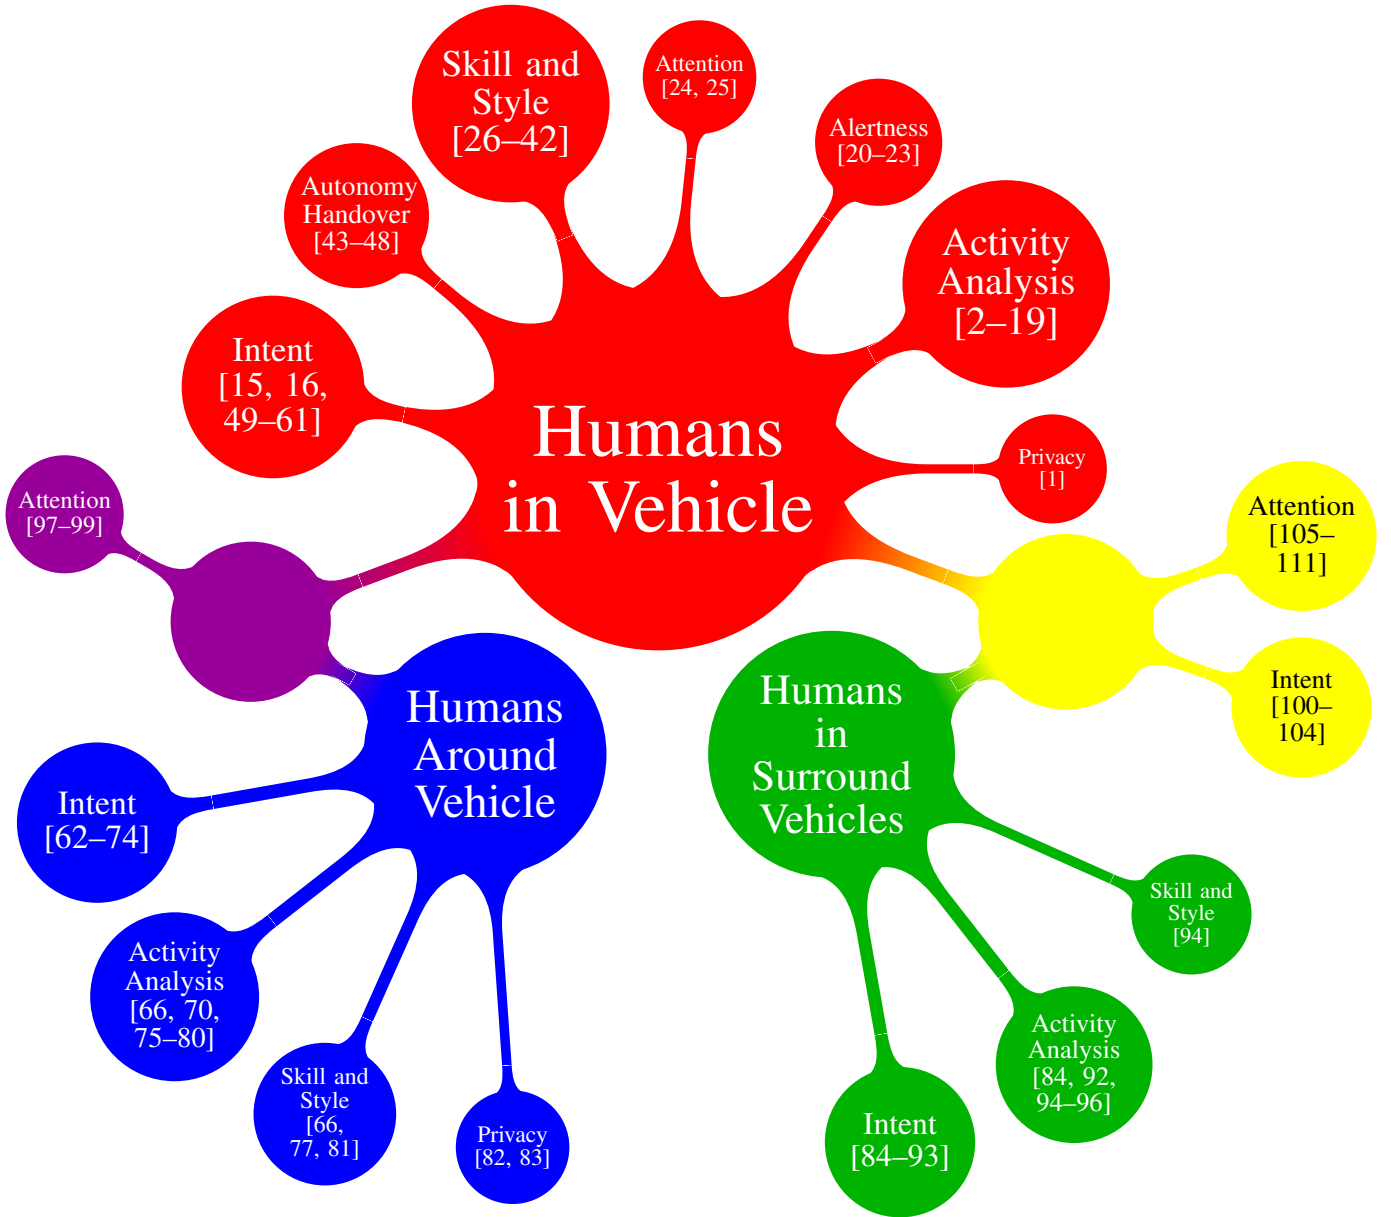 Skill and
Style
[26–42]
Attention
[24, 25]
Alertness
[20–23]
Autonomy
Handover
[43–48]
Activity
Analysis
[2–19]
Intent
[15, 16,
49–61]
Humans
in Vehicle
Privacy
[1]
Attention
[97–99]
Attention
[105–
111]
Intent
[100–
104]
Humans
Around
Vehicle
Humans
in
Surround
Vehicles
Intent
[62–74]
Activity
Analysis
[66, 70,
75–80]
Skill and
Style
[66,
77, 81]
Privacy
[82, 83]
Intent
[84–93]
Activity
Analysis
[84, 92,
94–96]
Skill and
Style
[94]